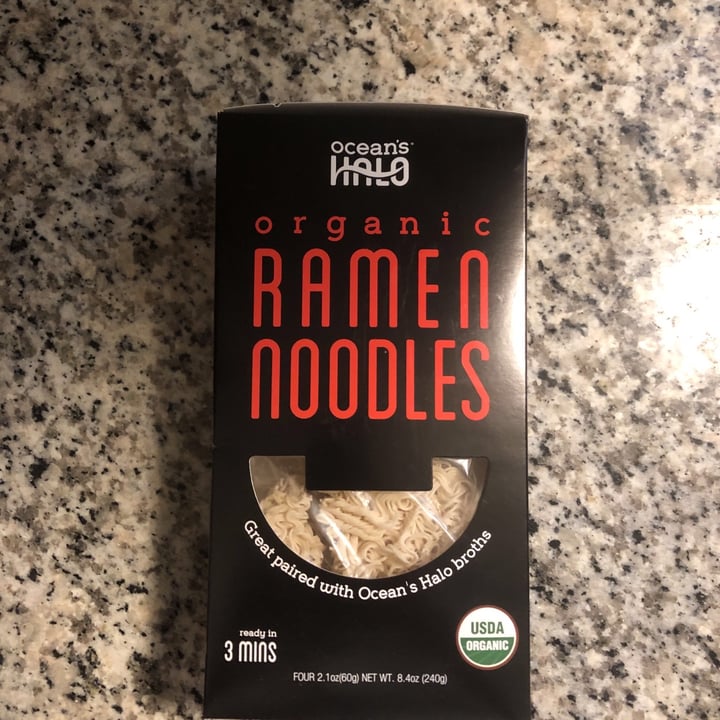 ocean's™
HALO
organic
RAMEN
NOODLES
Great paired with Ocean's Halo broths
ready in
3 MINS
USDA
ORGANIC
FOUR 2.1oz(60g) NET WT. 8.4oz (240g)